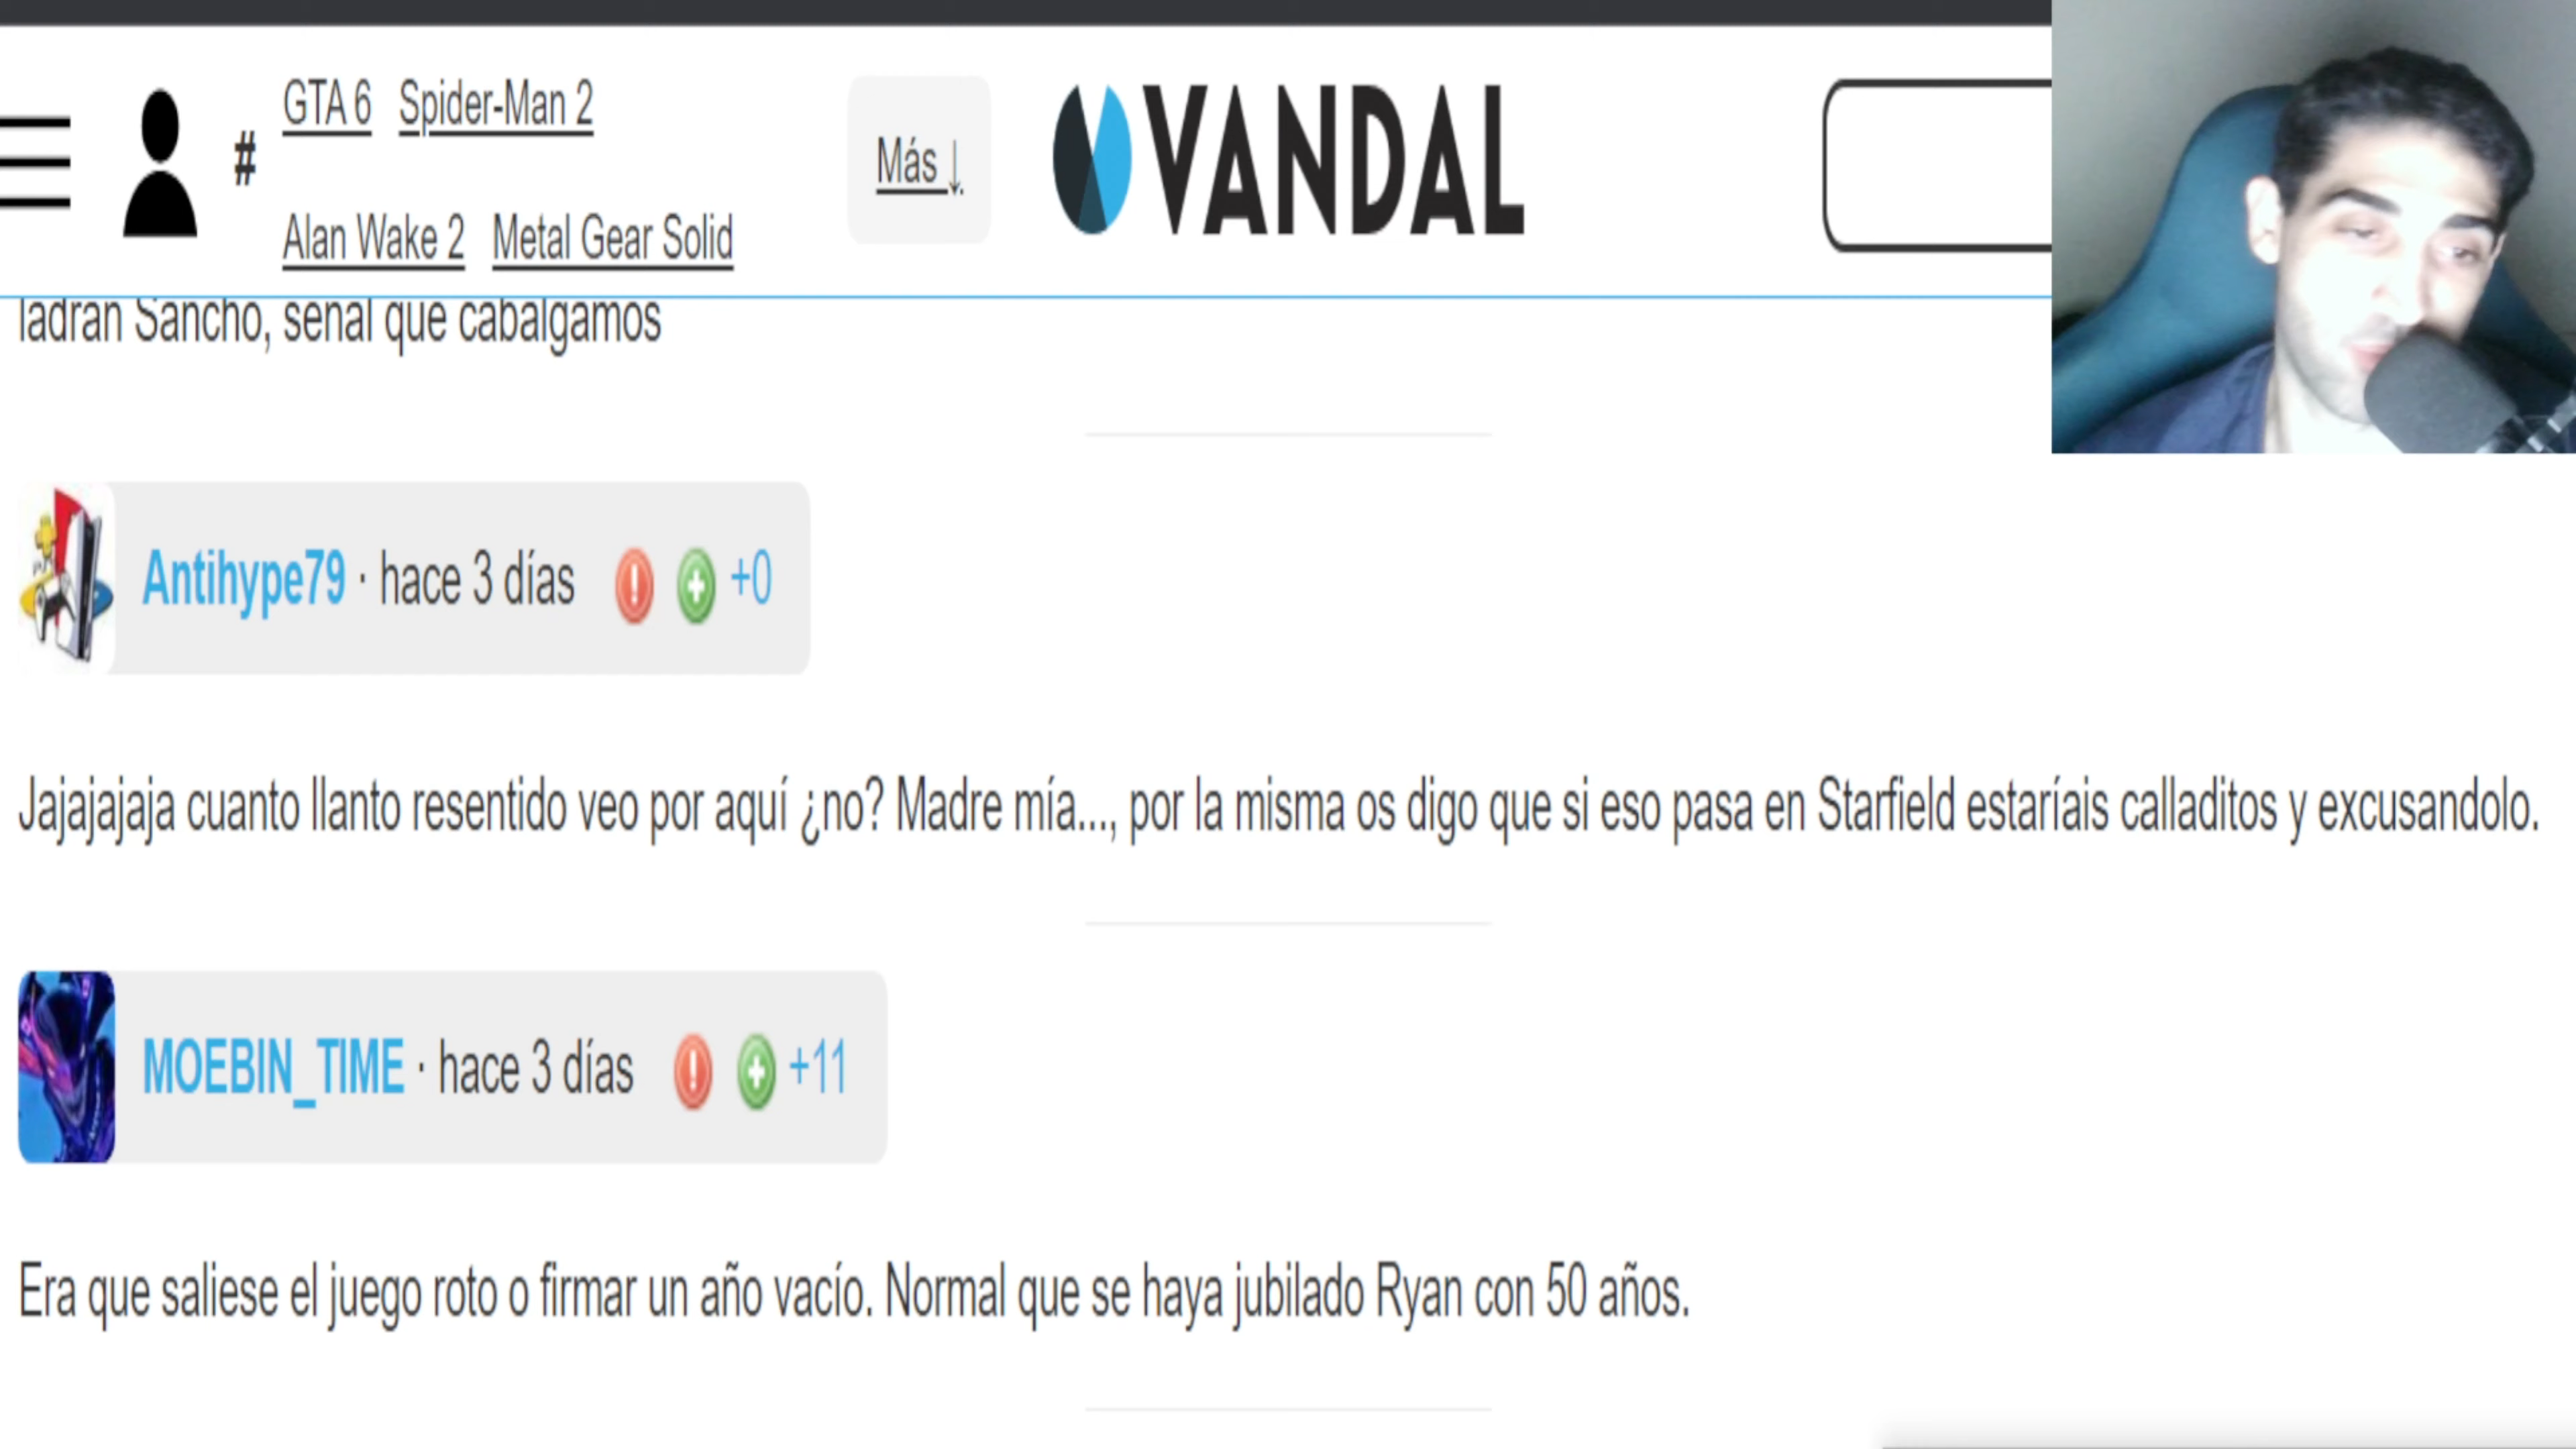 GTA 6 Spider-Man 2
#
Más ↓
VANDAL
Alan Wake 2 Metal Gear Solid
ladran Sancho, señal que cabalgamos
Antihype79 · hace 3 días ! + +0
Jajajajaja cuanto llanto resentido veo por aquí ¿no? Madre mía..., por la misma os digo que si eso pasa en Starfield estaríais calladitos y excusandolo.
MOEBIN_TIME · hace 3 días ! + +11
Era que saliese el juego roto o firmar un año vacío. Normal que se haya jubilado Ryan con 50 años.